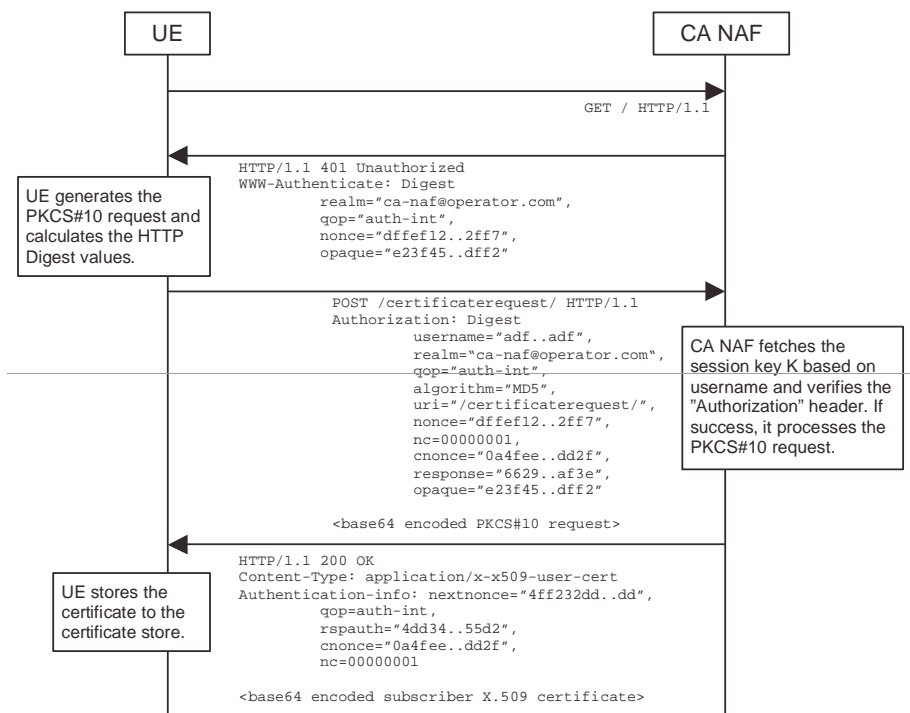 UE
CA NAF
GET / HTTP/1.1
HTTP/1.1 401 Unauthorized
WWW-Authenticate: Digest
realm="ca-naf@operator.com",
qop="auth-int",
nonce="dffef12..2ff7",
opaque="e23f45..dff2"
UE generates the
PKCS#10 request and
calculates the HTTP
Digest values.
POST /certificaterequest/ HTTP/1.1
Authorization: Digest
username="adf..adf",
realm="ca-naf@operator.com",
qop="auth-int",
algorithm="MD5",
uri="/certificaterequest/",
nonce="dffef12..2ff7",
nc=00000001,
cnonce="0a4fee..dd2f",
response="6629..af3e",
opaque="e23f45..dff2"
<base64 encoded PKCS#10 request>
CA NAF fetches the
session key K based on
username and verifies the
”Authorization” header. If
success, it processes the
PKCS#10 request.
HTTP/1.1 200 OK
Content-Type: application/x-x509-user-cert
Authentication-info: nextnonce="4ff232dd..dd",
qop=auth-int,
rspauth="4dd34..55d2",
cnonce="0a4fee..dd2f",
nc=00000001
<base64 encoded subscriber X.509 certificate>
UE stores the
certificate to the
certificate store.